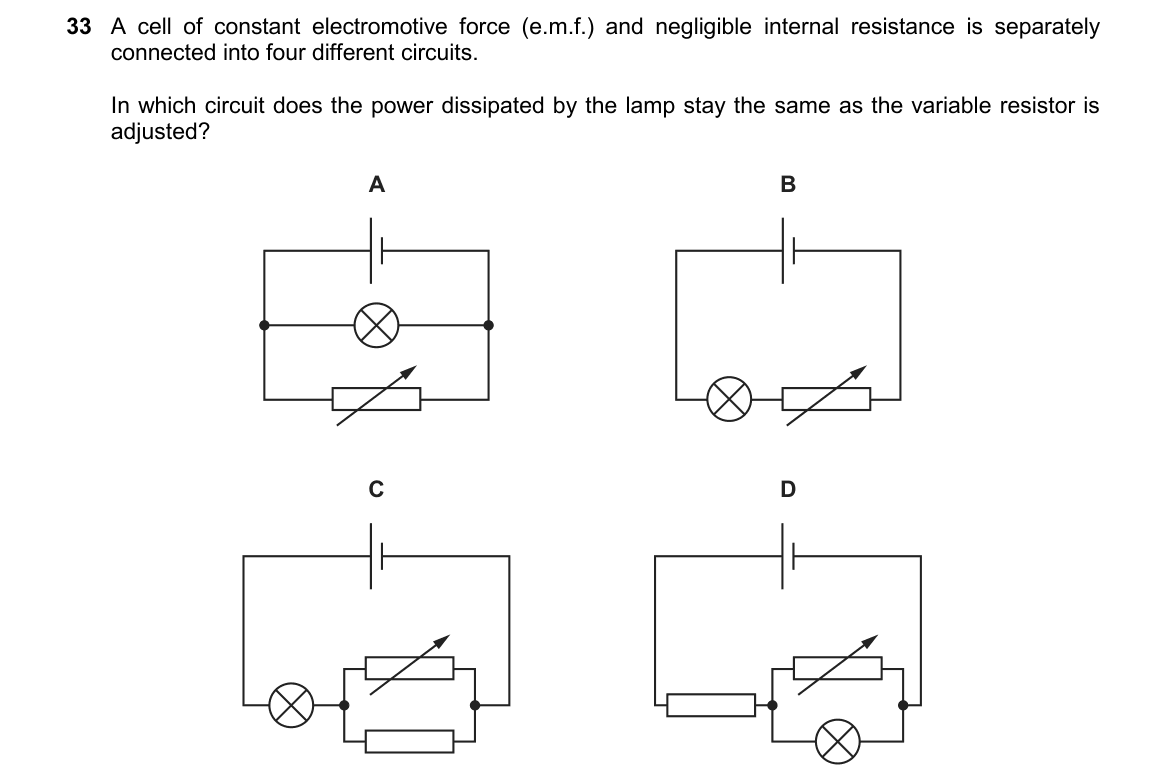 33 A cell of constant electromotive force (e.m.f.) and negligible internal resistance is separately
connected into four different circuits.
In which circuit does the power dissipated by the lamp stay the same as the variable resistor is
adjusted?
A
B
C
D